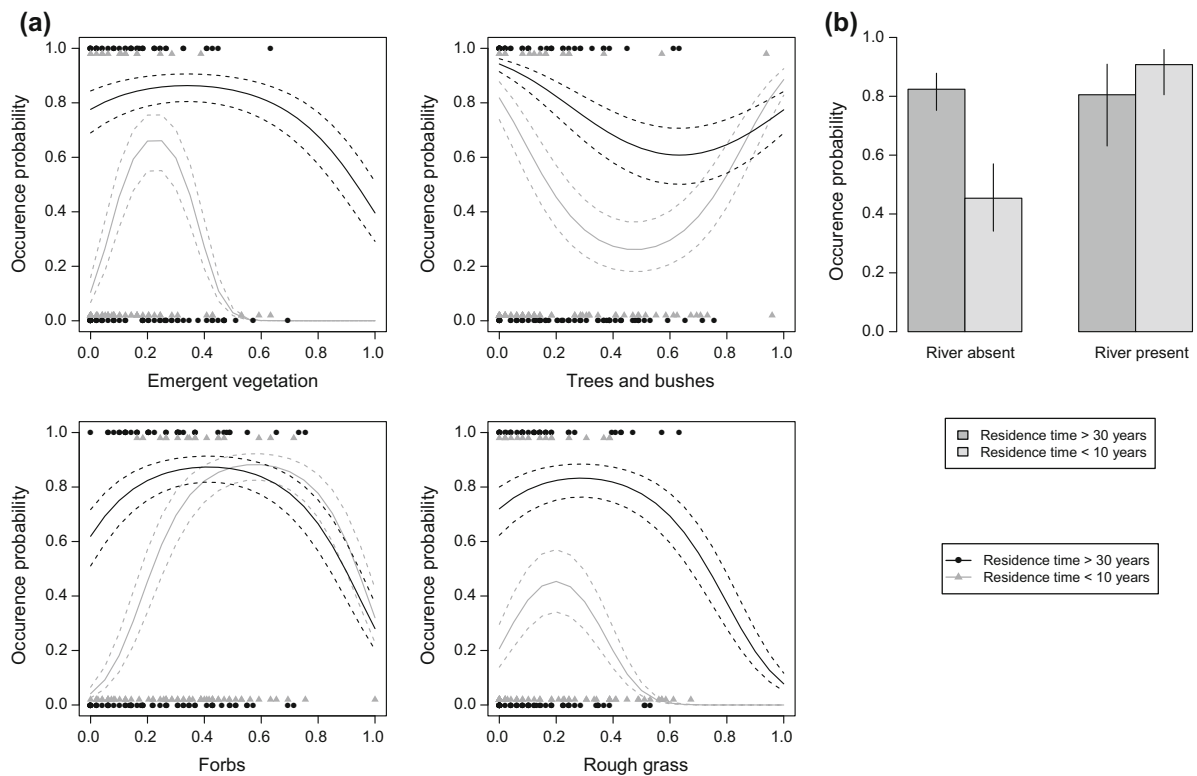 (a)
(b)
1.0
0.8
0.6
0.4
0.2
0.0
Occurence probability
0.0 0.2 0.4 0.6 0.8 1.0
Emergent vegetation
1.0
0.8
0.6
0.4
0.2
0.0
Occurence probability
0.0 0.2 0.4 0.6 0.8 1.0
Trees and bushes
1.0
0.8
0.6
0.4
0.2
0.0
Occurence probability
River absent
River present
1.0
0.8
0.6
0.4
0.2
0.0
Occurence probability
0.0 0.2 0.4 0.6 0.8 1.0
Forbs
1.0
0.8
0.6
0.4
0.2
0.0
Occurence probability
0.0 0.2 0.4 0.6 0.8 1.0
Rough grass
Residence time > 30 years
Residence time < 10 years
Residence time > 30 years
Residence time < 10 years